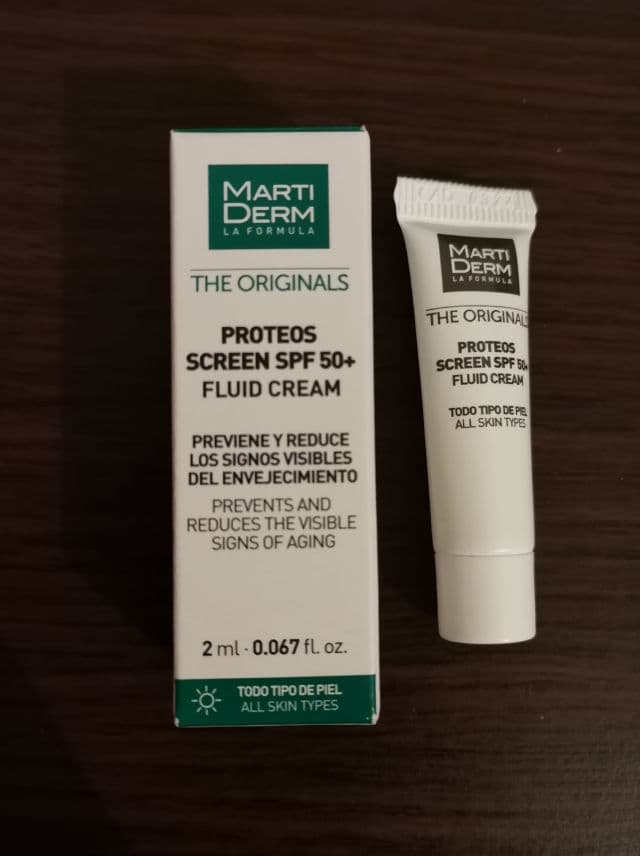 MARTI
DERM
LA FORMULA
THE ORIGINALS
PROTEOS
SCREEN SPF 50+
FLUID CREAM
PREVIENE Y REDUCE
LOS SIGNOS VISIBLES
DEL ENVEJECIMIENTO
PREVENTS AND
REDUCES THE VISIBLE
SIGNS OF AGING
2 ml · 0.067 fl. oz.
TODO TIPO DE PIEL
ALL SKIN TYPES
MARTI
DERM
LA FORMULA
THE ORIGINALS
PROTEOS
SCREEN SPF 50+
FLUID CREAM
TODO TIPO DE PIEL
ALL SKIN TYPES